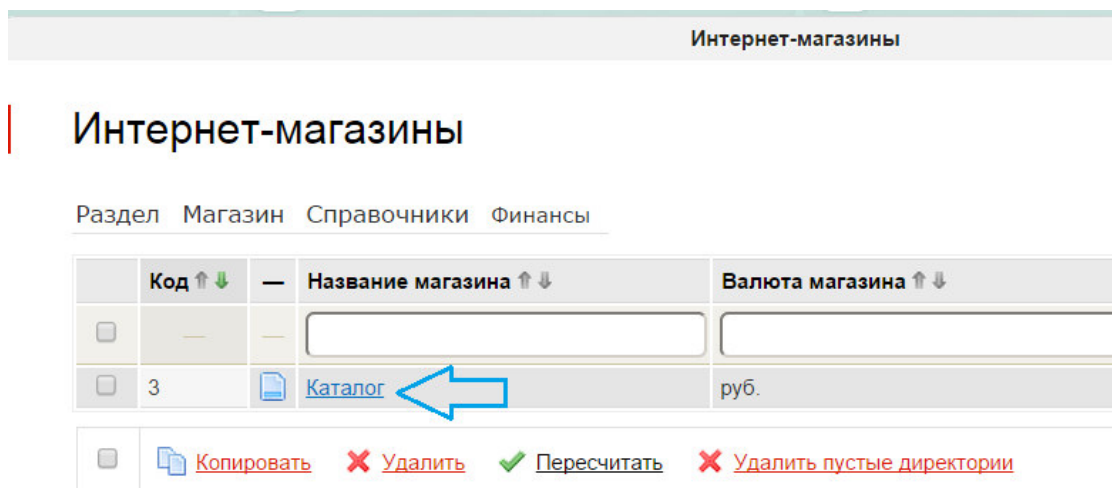 Интернет-магазины
Интернет-магазины
Раздел Магазин Справочники Финансы
Код — Название магазина Валюта магазина
— —
3 Каталог руб.
Копировать Удалить Пересчитать Удалить пустые директории